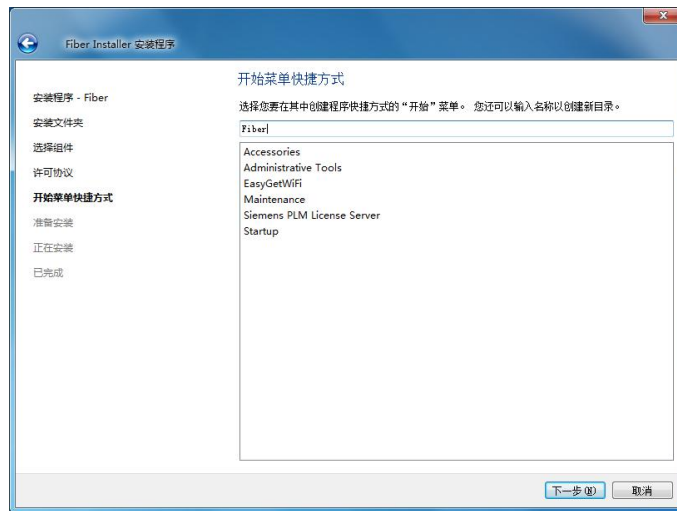 Fiber Installer 安装程序
安装程序 - Fiber
安装文件夹
选择组件
许可协议
开始菜单快捷方式
准备安装
正在安装
已完成
开始菜单快捷方式
选择您要在其中创建程序快捷方式的“开始”菜单。 您还可以输入名称以创建新目录。
Fiber
Accessories
Administrative Tools
EasyGetWiFi
Maintenance
Siemens PLM License Server
Startup
下一步(N)
取消